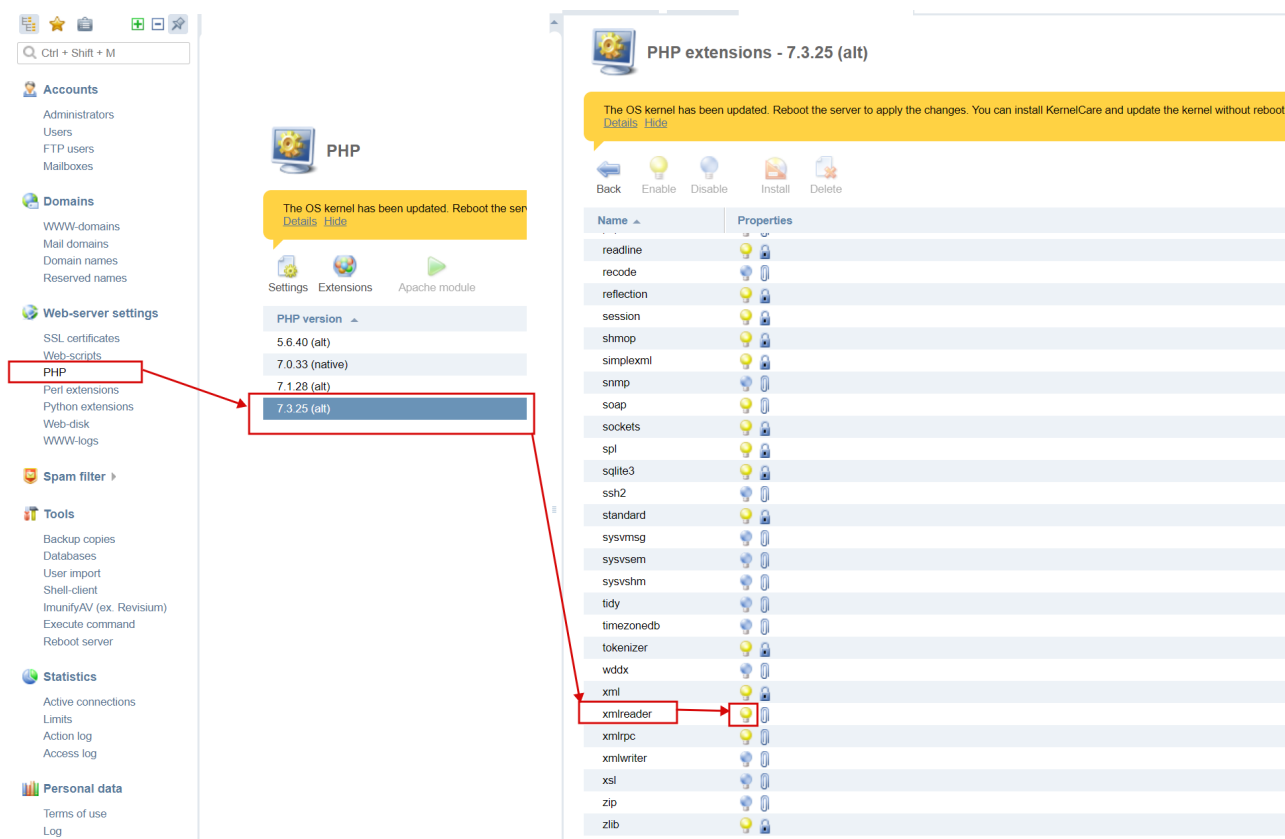 Ctrl + Shift + M
Accounts
Administrators
Users
FTP users
Mailboxes
Domains
WWW-domains
Mail domains
Domain names
Reserved names
Web-server settings
SSL certificates
Web-scripts
PHP
Perl extensions
Python extensions
Web-disk
WWW-logs
Spam filter
Tools
Backup copies
Databases
User import
Shell-client
ImunifyAV (ex. Revisium)
Execute command
Reboot server
Statistics
Active connections
Limits
Action log
Access log
Personal data
Terms of use
Log
PHP
The OS kernel has been updated. Reboot the ser
Details Hide
Settings Extensions Apache module
PHP version
5.6.40 (alt)
7.0.33 (native)
7.1.28 (alt)
7.3.25 (alt)
PHP extensions - 7.3.25 (alt)
The OS kernel has been updated. Reboot the server to apply the changes. You can install KernelCare and update the kernel without reboot
Details Hide
Back Enable Disable Install Delete
Name Properties
readline
recode
reflection
session
shmop
simplexml
snmp
soap
sockets
spl
sqlite3
ssh2
standard
sysvmsg
sysvsem
sysvshm
tidy
timezonedb
tokenizer
wddx
xml
xmlreader
xmlrpc
xmlwriter
xsl
zip
zlib